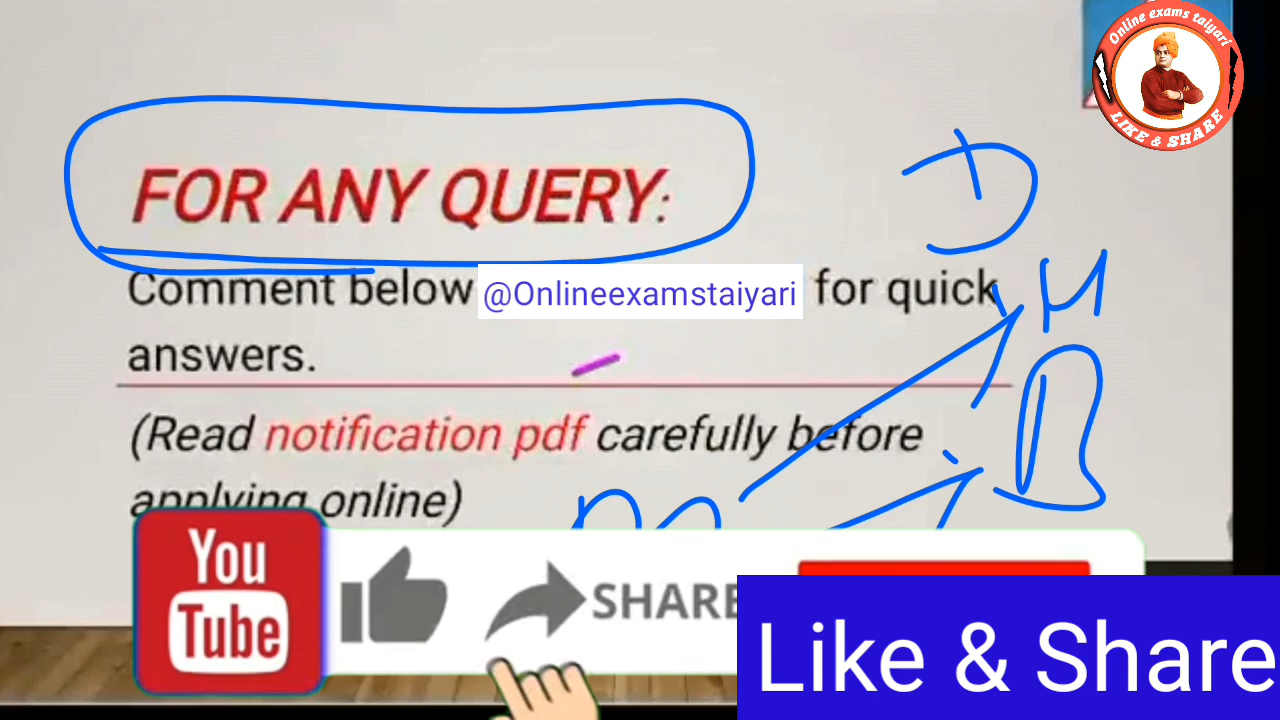 Online exams taiyari
LIKE & SHARE
FOR ANY QUERY:
Comment below @Onlineexamstaiyari for quick
answers.
(Read notification pdf carefully before
applying online)
You
Tube
SHARE
Like & Share